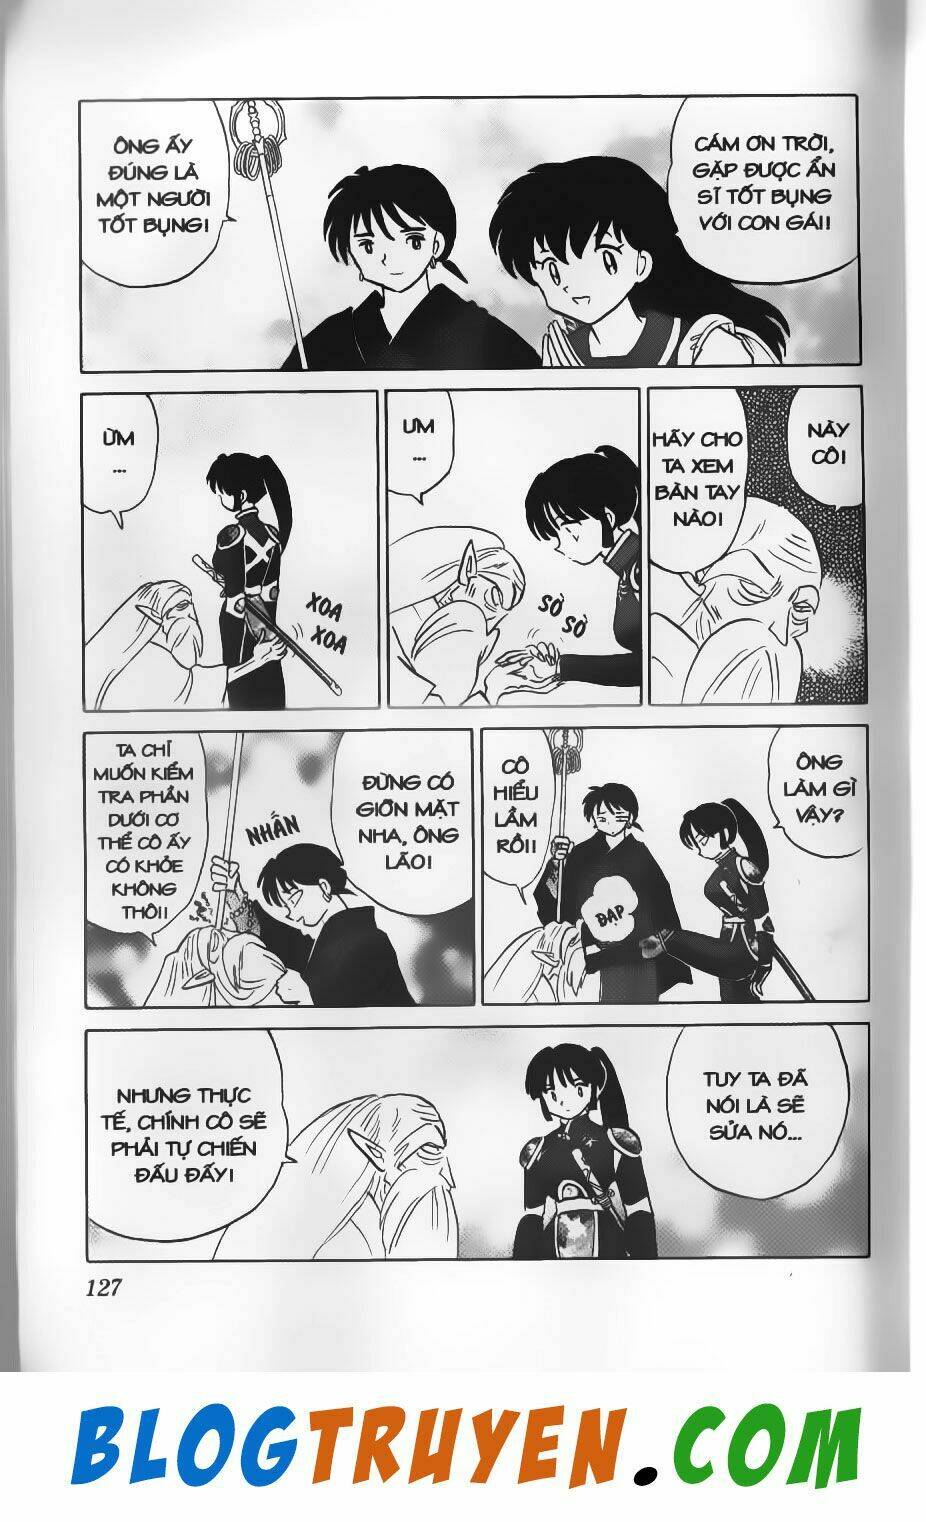 CÁM ƠN TRỜI,
GẶP ĐƯỢC ẨN
SĨ TỐT BỤNG
VỚI CON GÁI!
ÔNG ẤY
ĐÚNG LÀ
MỘT NGƯỜI
TỐT BỤNG!
NÀY
CÔ!
HÃY CHO
TA XEM
BÀN TAY
NÀO!
ƯM
...
SỜ SỜ
ỪM
...
XOA
XOA
ÔNG
LÀM GÌ
VẬY?
CÔ
HIỂU
LẦM
RỒI!
ĐẠP
ĐỪNG CÓ
GIỠN MẶT
NHA, ÔNG
LÃO!
NHẤN
TA CHỈ
MUỐN KIỂM
TRA PHẦN
DƯỚI CƠ
THỂ CÔ ẤY
CÓ KHỎE
KHÔNG
THÔI!
TUY TA ĐÃ
NÓI LÀ SẼ
SỬA NÓ...
NHƯNG THỰC
TẾ, CHÍNH CÔ SẼ
PHẢI TỰ CHIẾN
ĐẤU ĐẤY!
127
BLOGTRUYEN.COM